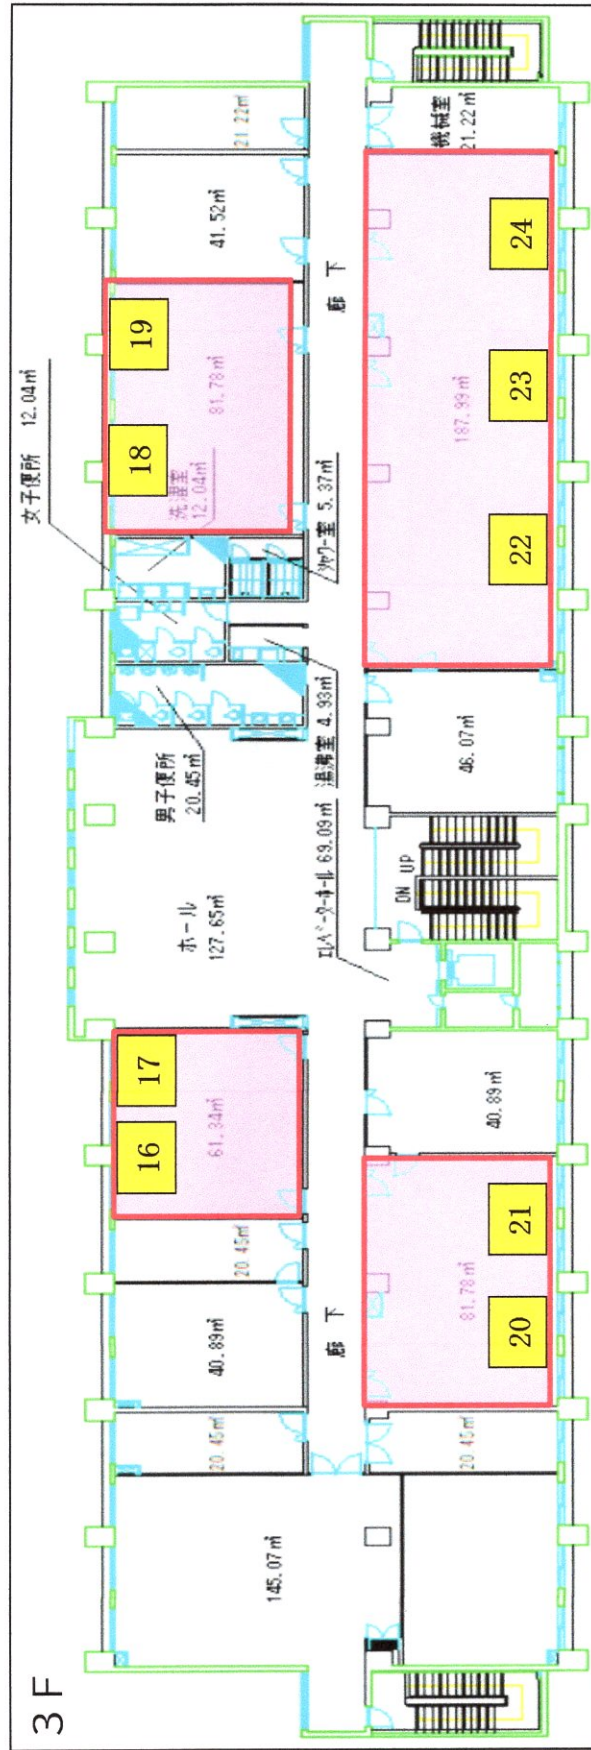 3F
145.07㎡
20.45㎡
40.89㎡
20.45㎡
16
17
61.34㎡
ホール
127.65㎡
男子便所
20.45㎡
女子便所 12.04㎡
洗濯室
12.04㎡
18
19
81.78㎡
41.52㎡
21.22㎡
湯沸室 4.93㎡
シャワー室 5.37㎡
エレベーターホール 69.09㎡
廊下
廊下
20.45㎡
81.78㎡
20
21
40.89㎡
DN UP
46.07㎡
187.99㎡
22
23
24
機械室
21.22㎡